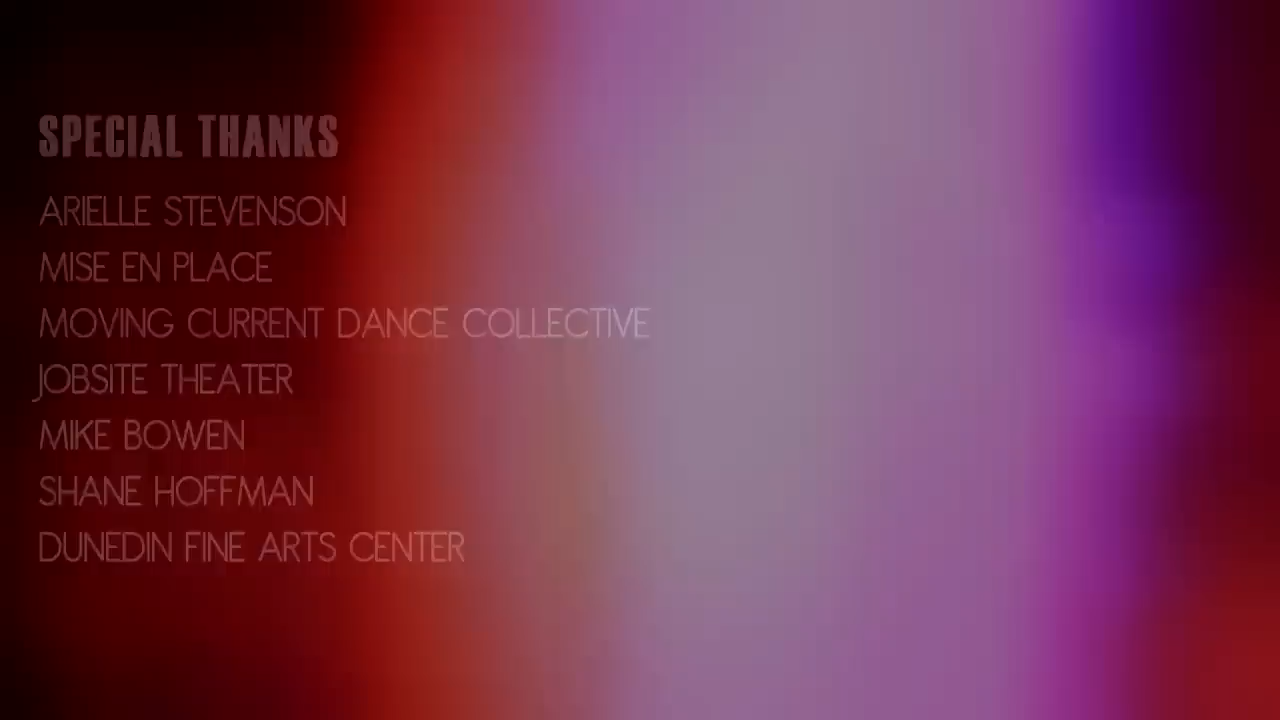 SPECIAL THANKS
ARIELLE STEVENSON
MISE EN PLACE
MOVING CURRENT DANCE COLLECTIVE
JOBSITE THEATER
MIKE BOWEN
SHANE HOFFMAN
DUNEDIN FINE ARTS CENTER